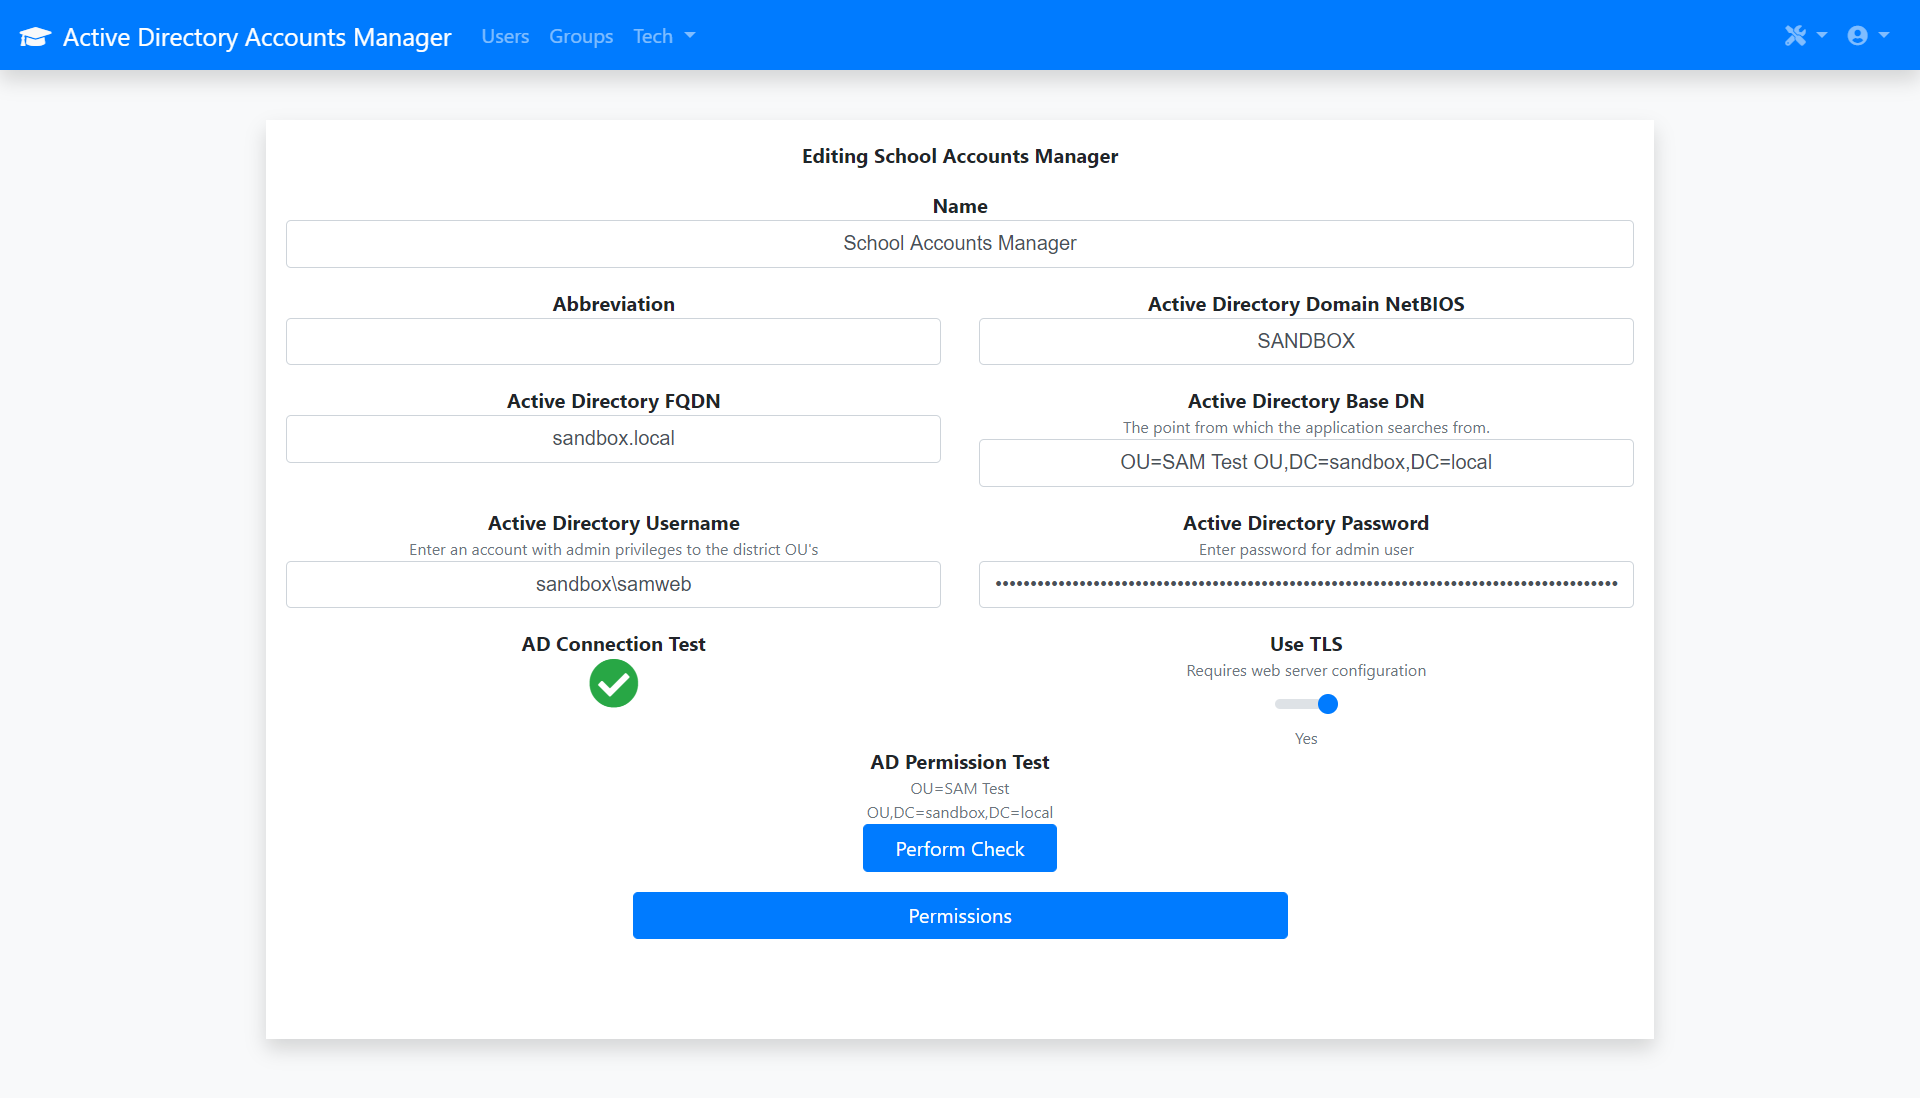 Active Directory Accounts Manager Users Groups Tech
Editing School Accounts Manager
Name
School Accounts Manager
Abbreviation
Active Directory Domain NetBIOS
SANDBOX
Active Directory FQDN
sandbox.local
Active Directory Base DN
The point from which the application searches from.
OU=SAM Test OU,DC=sandbox,DC=local
Active Directory Username
Enter an account with admin privileges to the district OU's
sandbox\samweb
Active Directory Password
Enter password for admin user
AD Connection Test
Use TLS
Requires web server configuration
Yes
AD Permission Test
OU=SAM Test
OU,DC=sandbox,DC=local
Perform Check
Permissions